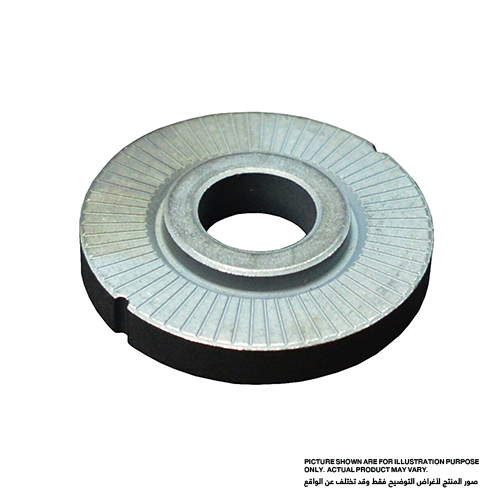 PICTURE SHOWN ARE FOR ILLUSTRATION PURPOSE
ONLY. ACTUAL PRODUCT MAY VARY.
صور المنتج لأغراض التوضيح فقط وقد تختلف عن الواقع